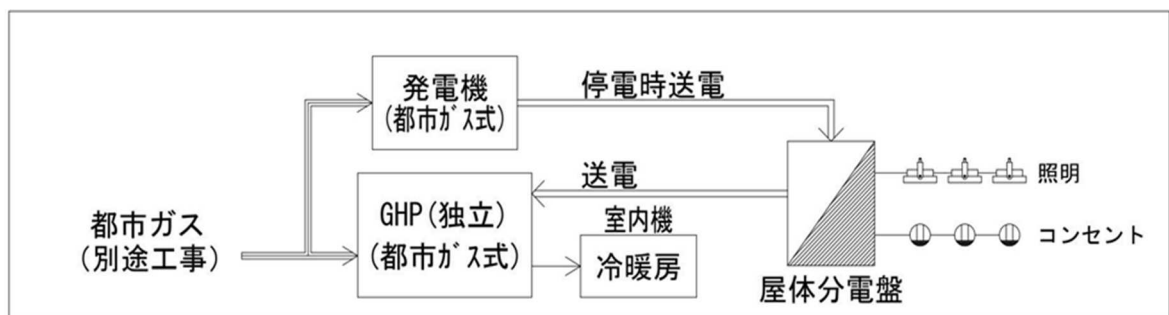 発電機
(都市ガス式)
停電時送電
送電
GHP(独立)
(都市ガス式)
室内機
冷暖房
都市ガス
(別途工事)
照明
コンセント
屋体分電盤